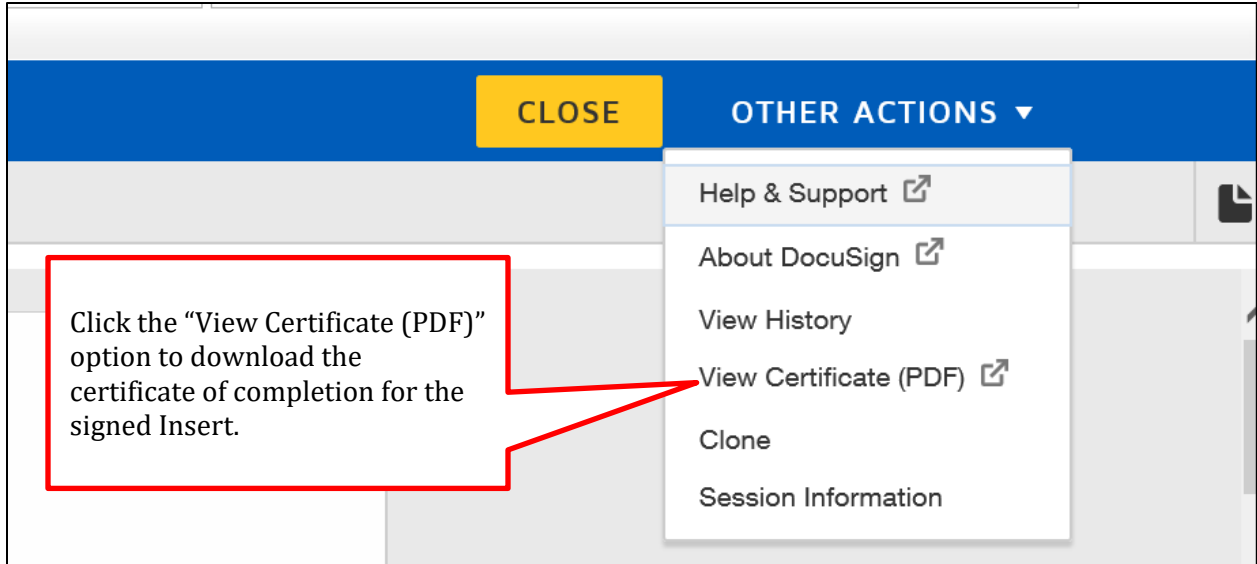 CLOSE
OTHER ACTIONS
Help & Support
About DocuSign
View History
View Certificate (PDF)
Clone
Session Information
Click the “View Certificate (PDF)”
option to download the
certificate of completion for the
signed Insert.